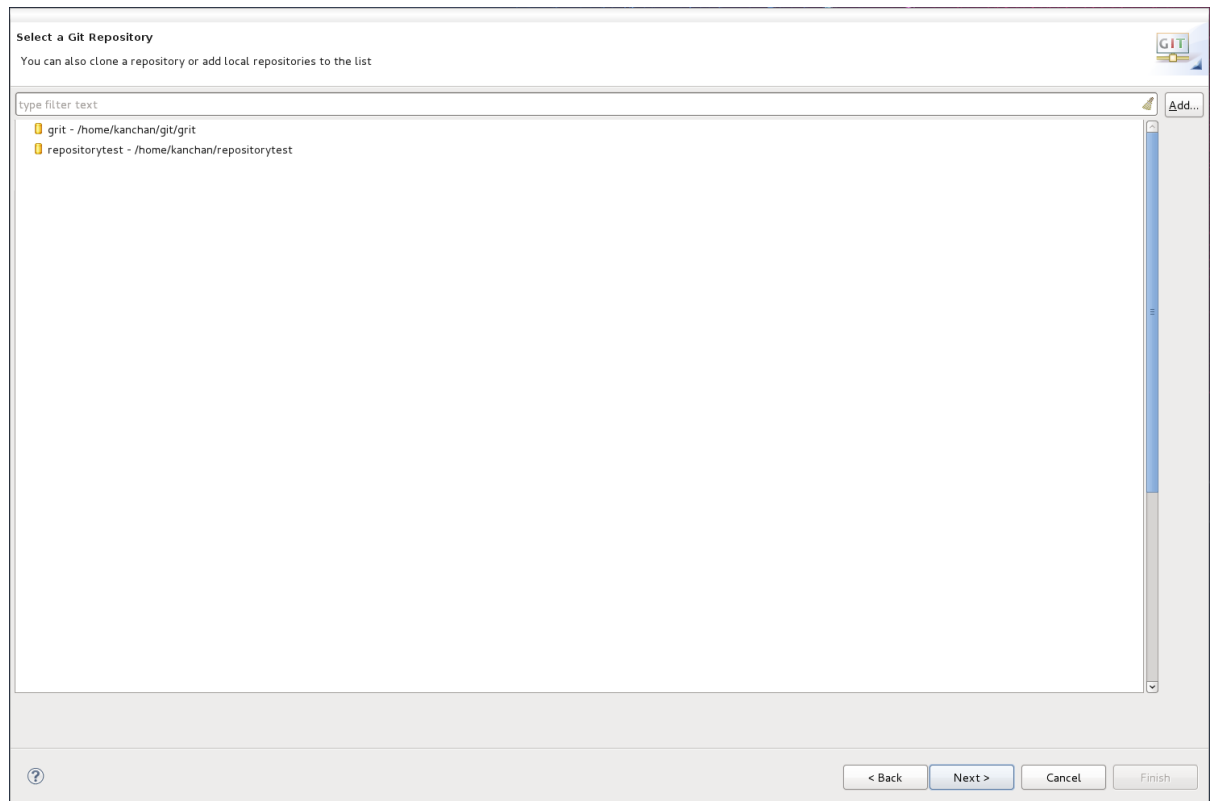 Select a Git Repository
You can also clone a repository or add local repositories to the list
GIT
type filter text
Add...
grit - /home/kanchan/git/grit
repositorytest - /home/kanchan/repositorytest
?
< Back
Next >
Cancel
Finish